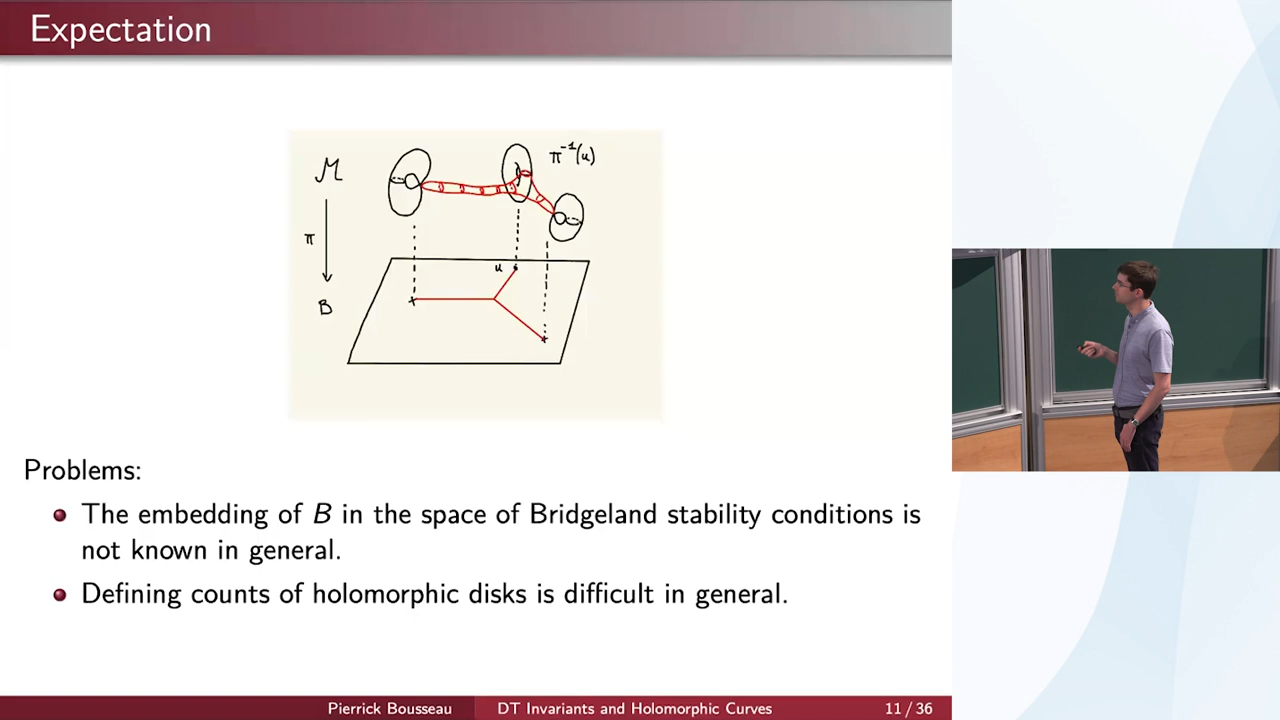 Expectation
M
π⁻¹(u)
π
u
B
Problems:
The embedding of B in the space of Bridgeland stability conditions is
not known in general.
Defining counts of holomorphic disks is difficult in general.
Pierrick Bousseau
DT Invariants and Holomorphic Curves
11 / 36